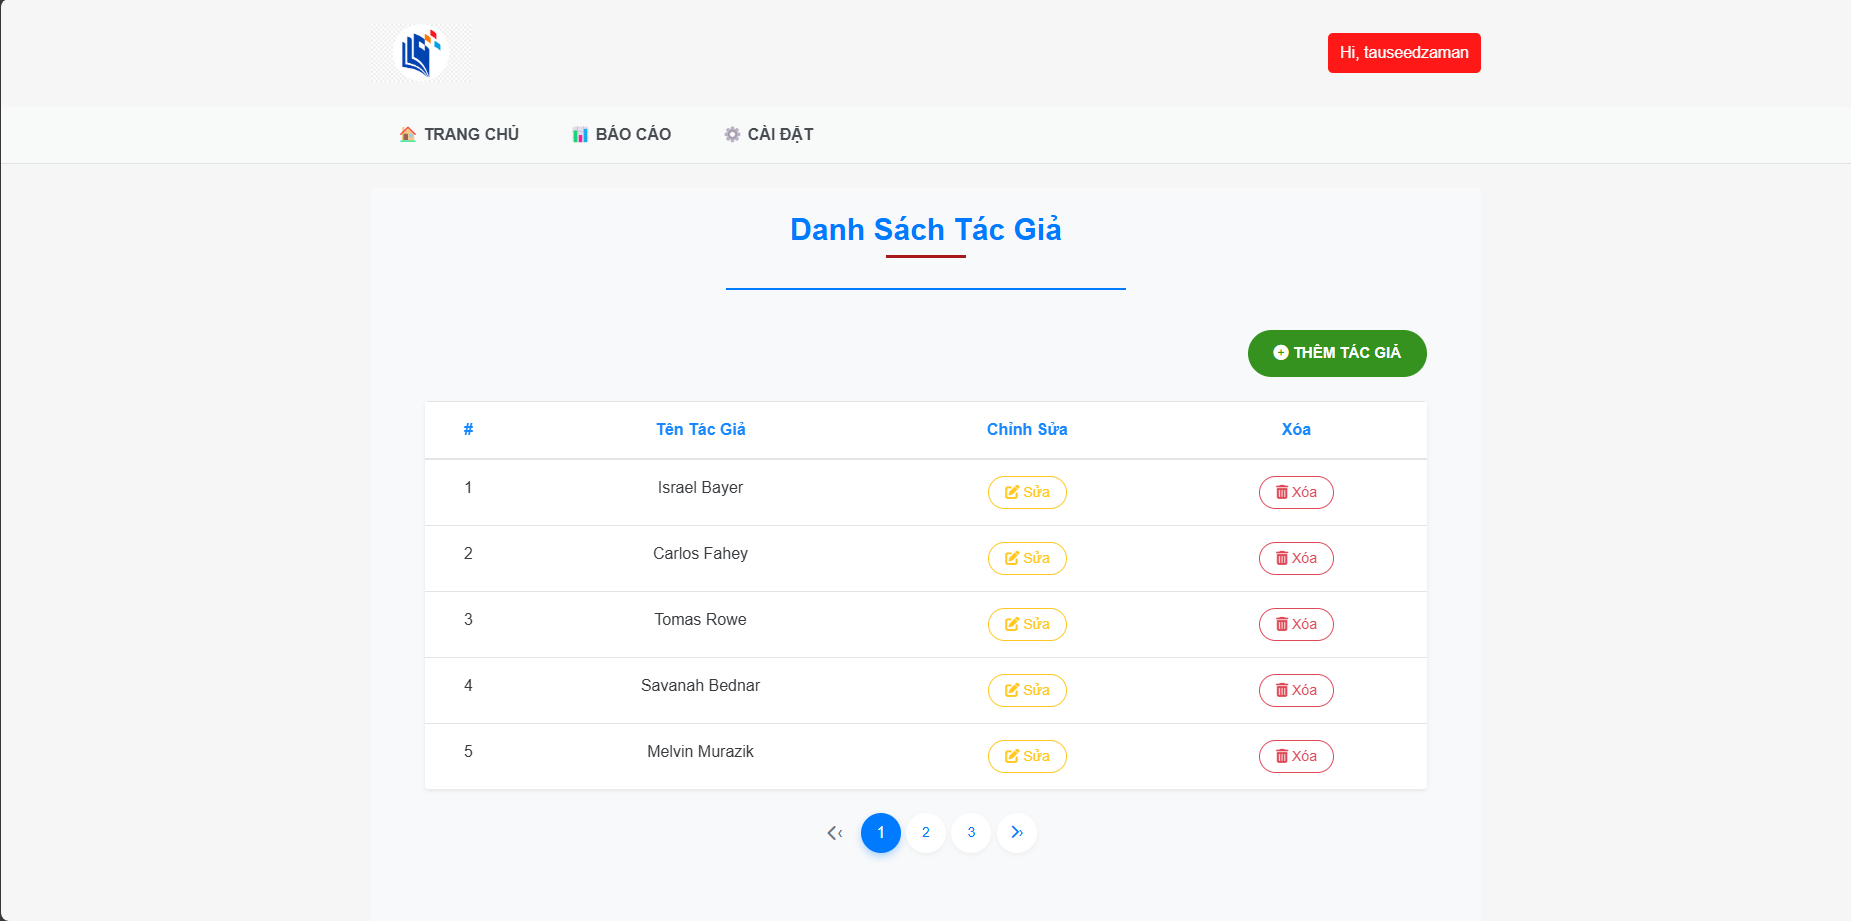 Hi, tauseedzaman
TRANG CHỦ BÁO CÁO CÀI ĐẶT
Danh Sách Tác Giả
THÊM TÁC GIẢ
# Tên Tác Giả Chỉnh Sửa Xóa
1 Israel Bayer Sửa Xóa
2 Carlos Fahey Sửa Xóa
3 Tomas Rowe Sửa Xóa
4 Savanah Bednar Sửa Xóa
5 Melvin Murazik Sửa Xóa
‹ 1 2 3 ›